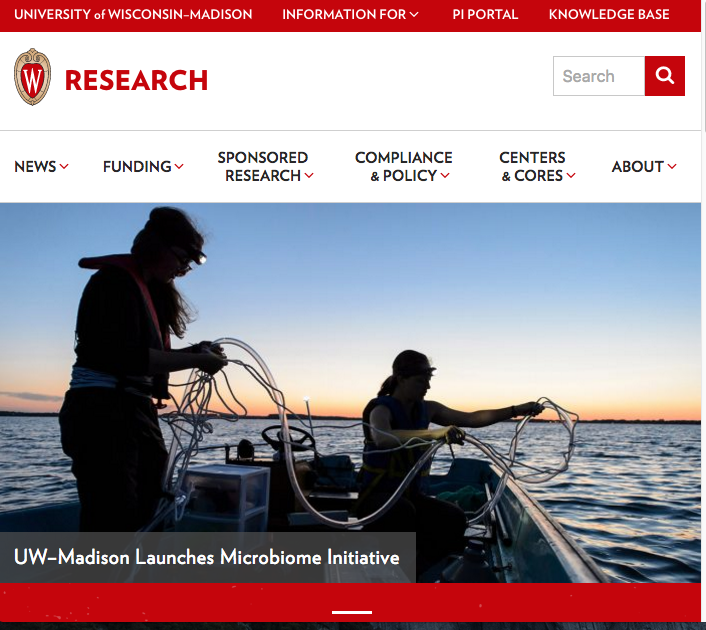 UNIVERSITY of WISCONSIN–MADISON INFORMATION FOR PI PORTAL KNOWLEDGE BASE
W RESEARCH
Search
NEWS
FUNDING
SPONSORED
RESEARCH
COMPLIANCE
& POLICY
CENTERS
& CORES
ABOUT
UW–Madison Launches Microbiome Initiative